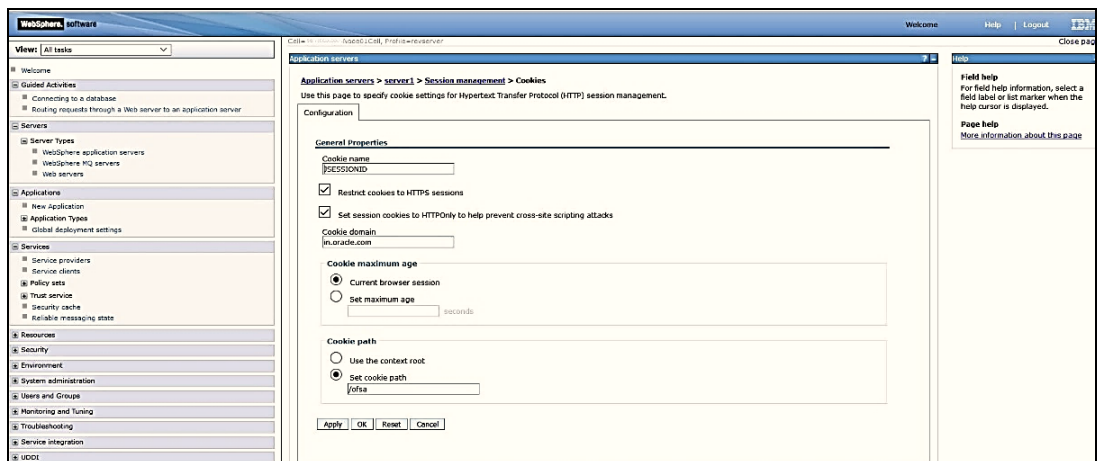 WebSphere. software
Welcome
Help | Logout
IBM
View: All tasks
Welcome
Guided Activities
Connecting to a database
Routing requests through a Web server to an application server
Servers
Server Types
WebSphere application servers
WebSphere MQ servers
Web servers
Applications
New Application
Application Types
Global deployment settings
Services
Service providers
Service clients
Policy sets
Trust service
Security cache
Reliable messaging state
Resources
Security
Environment
System administration
Users and Groups
Monitoring and Tuning
Troubleshooting
Service integration
UDDI
Close pag
Application servers
? -
Application servers > server1 > Session management > Cookies
Use this page to specify cookie settings for Hypertext Transfer Protocol (HTTP) session management.
Configuration
General Properties
Cookie name
JSESSIONID
Restrict cookies to HTTPS sessions
Set session cookies to HTTPOnly to help prevent cross-site scripting attacks
Cookie domain
in.oracle.com
Cookie maximum age
Current browser session
Set maximum age
seconds
Cookie path
Use the context root
Set cookie path
/ofsa
Apply OK Reset Cancel
Help
Field help
For field help information, select a
field label or list marker when the
help cursor is displayed.
Page help
More information about this page